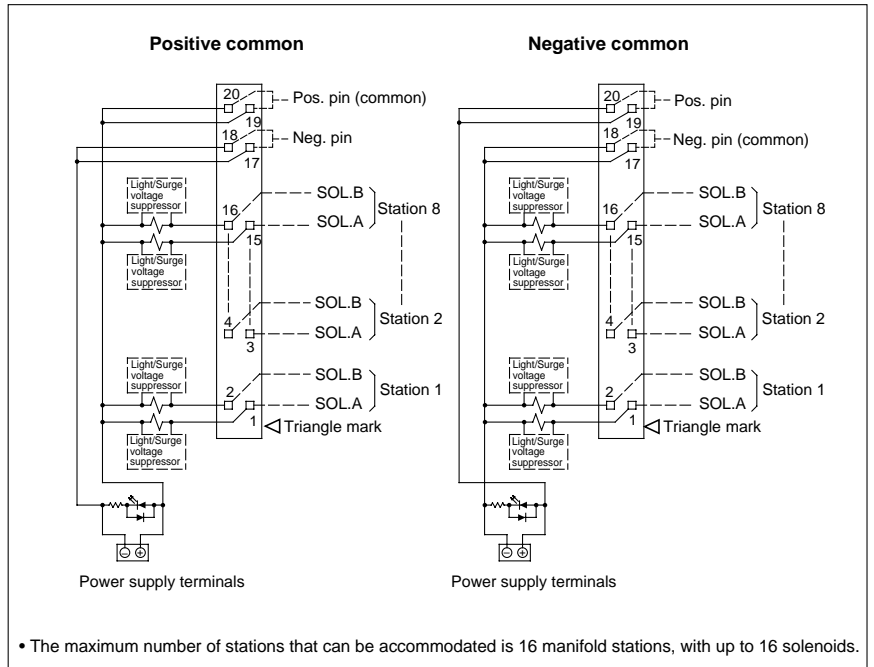 Positive common
20
Pos. pin (common)
19
18
Neg. pin
17
Light/Surge
voltage
suppressor
16
SOL.B
Station 8
SOL.A
15
Light/Surge
voltage
suppressor
SOL.B
4
Station 2
SOL.A
3
Light/Surge
voltage
suppressor
2
SOL.B
Station 1
SOL.A
1
Triangle mark
Light/Surge
voltage
suppressor
⊖ ⊕
Power supply terminals
Negative common
20
Pos. pin
19
18
Neg. pin (common)
17
Light/Surge
voltage
suppressor
16
SOL.B
Station 8
SOL.A
15
Light/Surge
voltage
suppressor
SOL.B
4
Station 2
SOL.A
3
Light/Surge
voltage
suppressor
2
SOL.B
Station 1
SOL.A
1
Triangle mark
Light/Surge
voltage
suppressor
⊖ ⊕
Power supply terminals
• The maximum number of stations that can be accommodated is 16 manifold stations, with up to 16 solenoids.